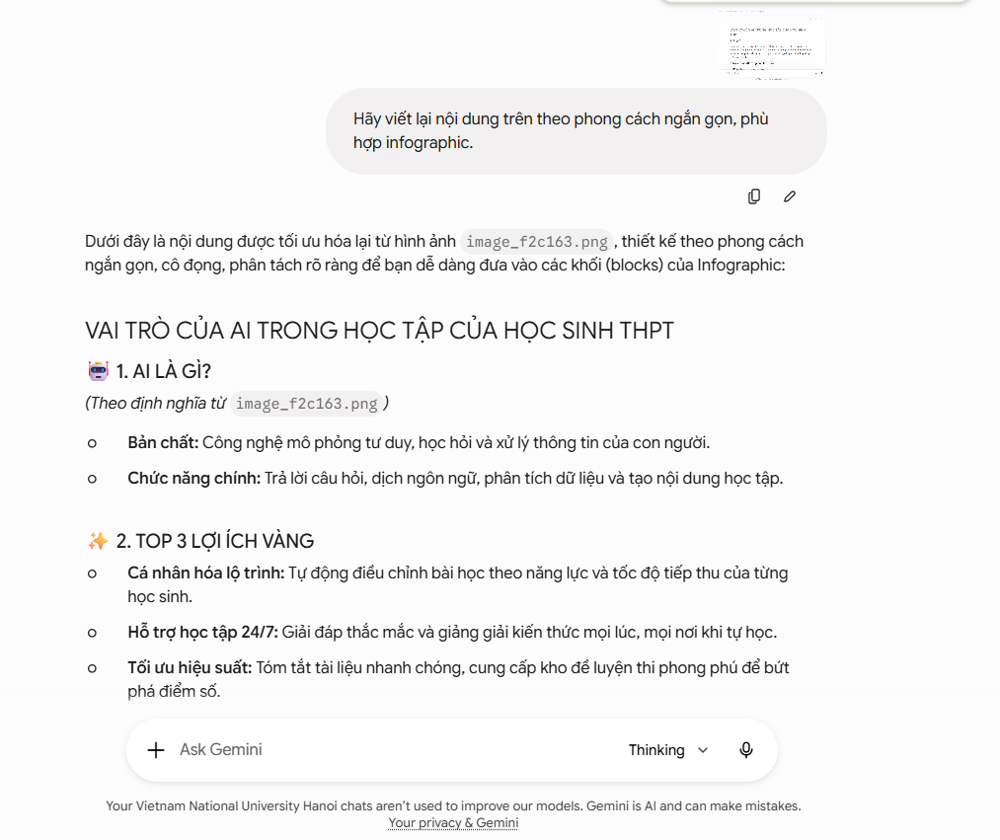 Hãy viết lại nội dung trên theo phong cách ngắn gọn, phù
hợp infographic.
Dưới đây là nội dung được tối ưu hóa lại từ hình ảnh image_f2c163.png, thiết kế theo phong cách
ngắn gọn, cô đọng, phân tách rõ ràng để bạn dễ dàng đưa vào các khối (blocks) của Infographic:
VAI TRÒ CỦA AI TRONG HỌC TẬP CỦA HỌC SINH THPT
1. AI LÀ GÌ?
(Theo định nghĩa từ image_f2c163.png)
Bản chất: Công nghệ mô phỏng tư duy, học hỏi và xử lý thông tin của con người.
Chức năng chính: Trả lời câu hỏi, dịch ngôn ngữ, phân tích dữ liệu và tạo nội dung học tập.
2. TOP 3 LỢI ÍCH VÀNG
Cá nhân hóa lộ trình: Tự động điều chỉnh bài học theo năng lực và tốc độ tiếp thu của từng
học sinh.
Hỗ trợ học tập 24/7: Giải đáp thắc mắc và giảng giải kiến thức mọi lúc, mọi nơi khi tự học.
Tối ưu hiệu suất: Tóm tắt tài liệu nhanh chóng, cung cấp kho đề luyện thi phong phú để bứt
phá điểm số.
Ask Gemini
Thinking
Your Vietnam National University Hanoi chats aren't used to improve our models. Gemini is AI and can make mistakes.
Your privacy & Gemini